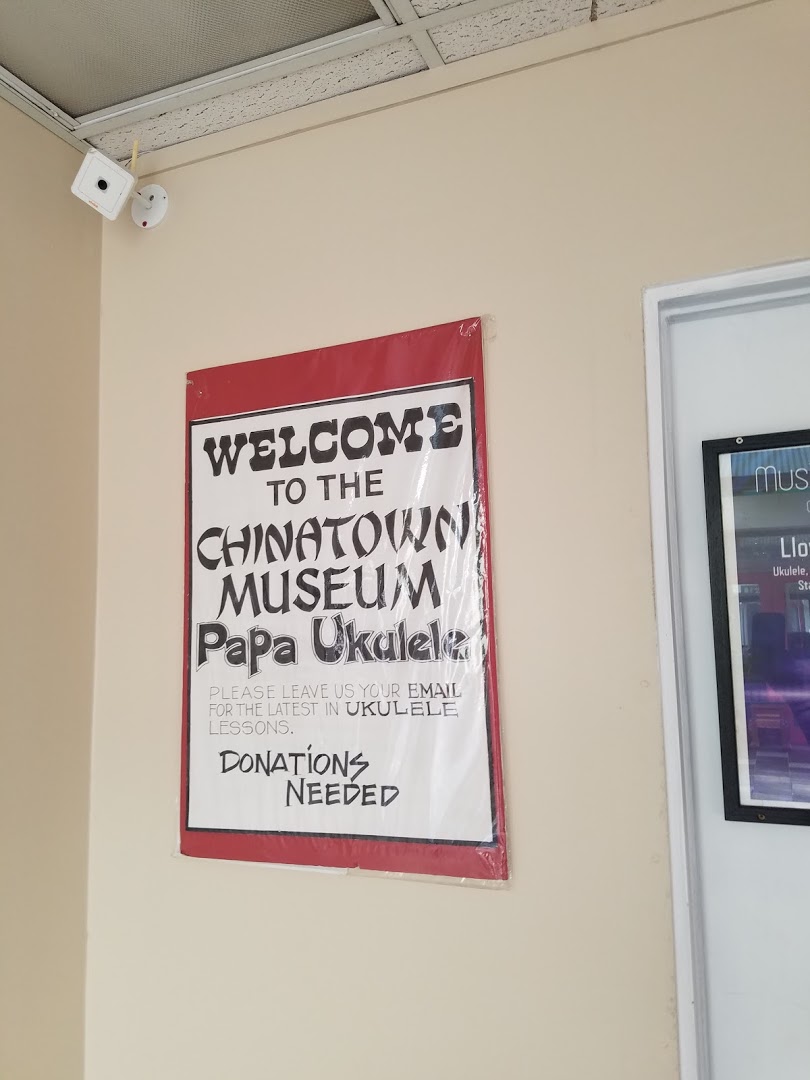 WELCOME
TO THE
CHINATOWN
MUSEUM
Papa Ukulele
PLEASE LEAVE US YOUR EMAIL
FOR THE LATEST IN UKULELE
LESSONS.
DONATIONS
NEEDED
Ukulele,